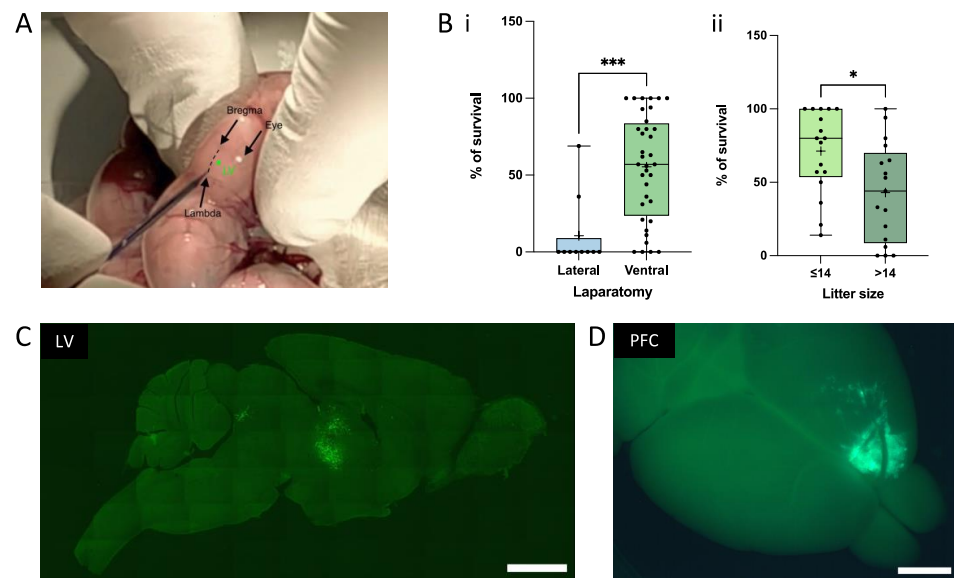 A
Bregma
Eye
LV
Lambda
B i
150
100
50
0
% of survival
***
Lateral
Ventral
Laparatomy
ii
150
100
50
0
% of survival
*
≤14
>14
Litter size
C
LV
D
PFC